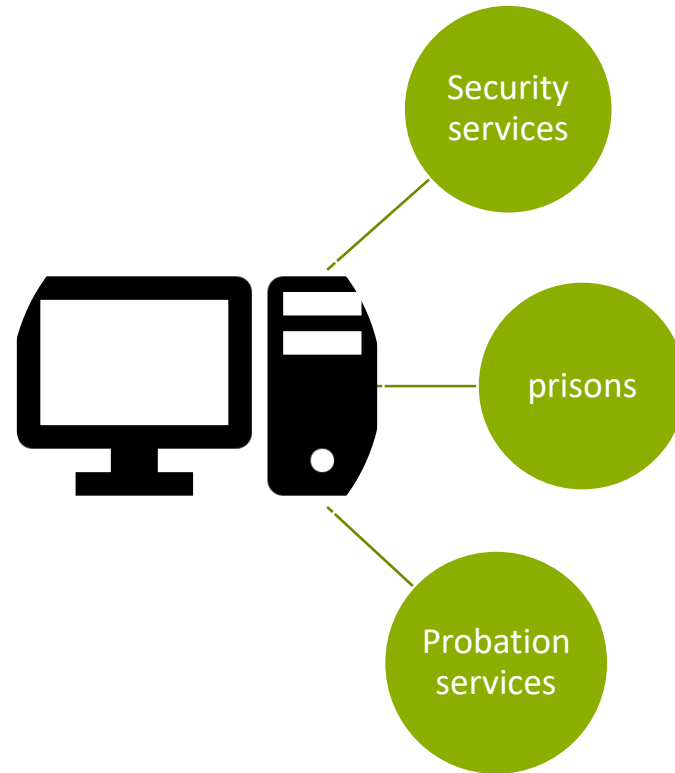 Security
services
prisons
Probation
services